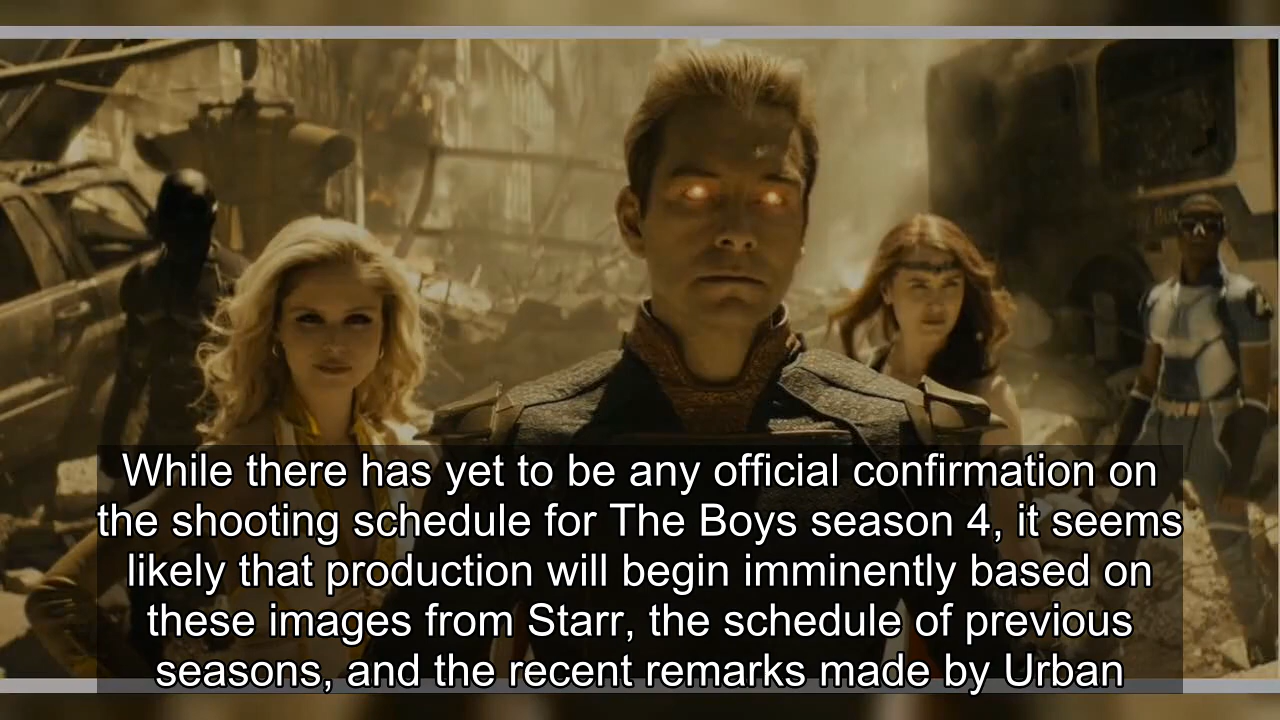 While there has yet to be any official confirmation on
the shooting schedule for The Boys season 4, it seems
likely that production will begin imminently based on
these images from Starr, the schedule of previous
seasons, and the recent remarks made by Urban